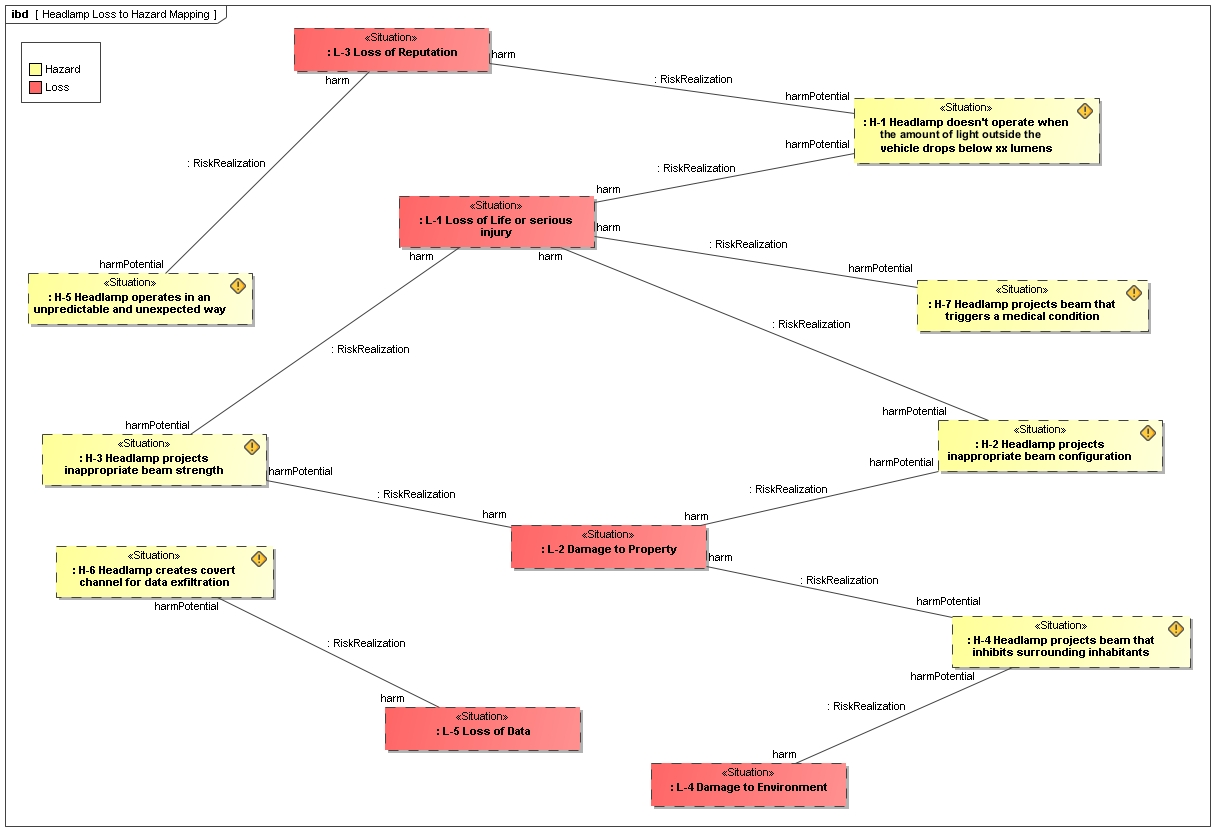 ibd [ Headlamp Loss to Hazard Mapping ]
Hazard
Loss
«Situation»
: L-3 Loss of Reputation
harm
harm
: RiskRealization
harmPotential
«Situation»
: H-1 Headlamp doesn't operate when
the amount of light outside the
vehicle drops below xx lumens
harmPotential
: RiskRealization
: RiskRealization
harm
«Situation»
: L-1 Loss of Life or serious
injury
harm
: RiskRealization
harm
harm
harmPotential
harmPotential
«Situation»
: H-5 Headlamp operates in an
unpredictable and unexpected way
«Situation»
: H-7 Headlamp projects beam that
triggers a medical condition
: RiskRealization
: RiskRealization
harmPotential
harmPotential
«Situation»
: H-3 Headlamp projects
inappropriate beam strength
«Situation»
: H-2 Headlamp projects
inappropriate beam configuration
harmPotential
harmPotential
: RiskRealization
: RiskRealization
harm
harm
«Situation»
: L-2 Damage to Property
harm
«Situation»
: H-6 Headlamp creates covert
channel for data exfiltration
: RiskRealization
harmPotential
harmPotential
«Situation»
: H-4 Headlamp projects beam that
inhibits surrounding inhabitants
: RiskRealization
harmPotential
harm
: RiskRealization
«Situation»
: L-5 Loss of Data
harm
«Situation»
: L-4 Damage to Environment